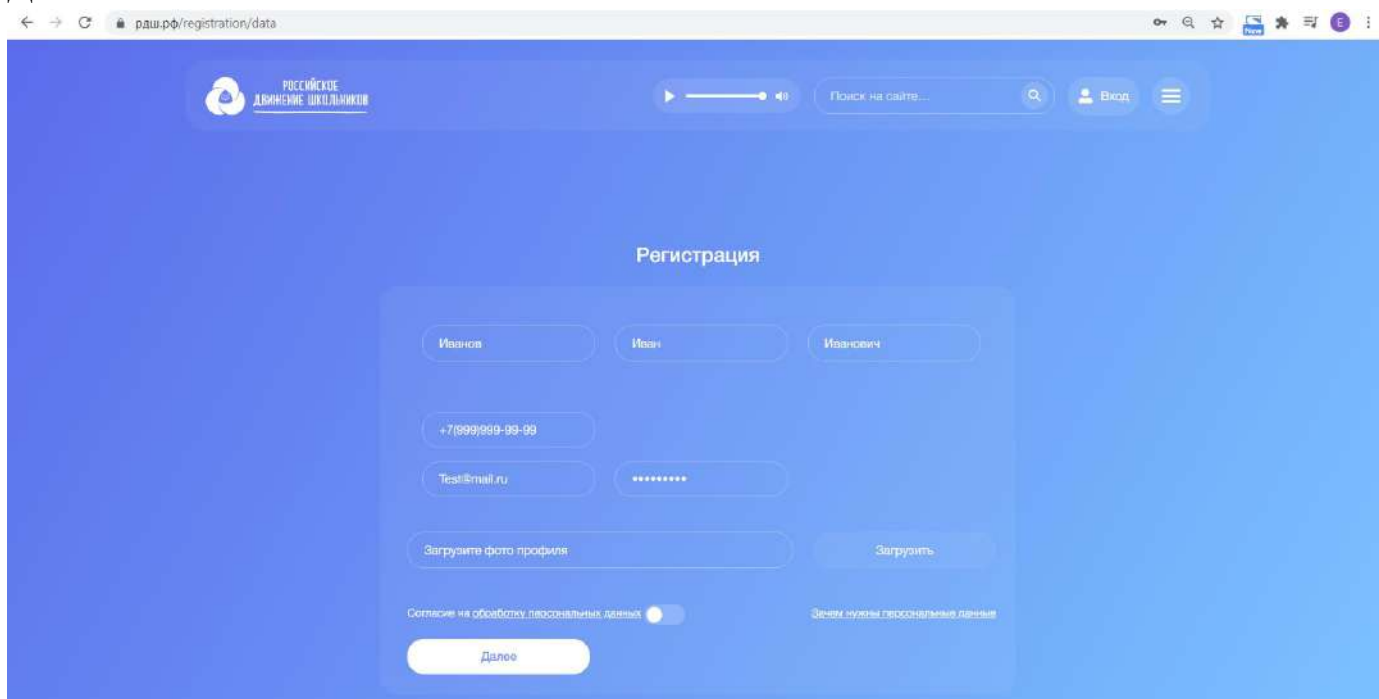 рдш.рф/registration/data
New
E
РОССИЙСКОЕ
ДВИЖЕНИЕ ШКОЛЬНИКОВ
Поиск на сайте...
Вход
Регистрация
Иванов Иван Иванович
+7(999)999-99-99
Test@mail.ru •••••••••
Загрузите фото профиля Загрузить
Согласие на обработку персональных данных Зачем нужны персональные данные
Далее